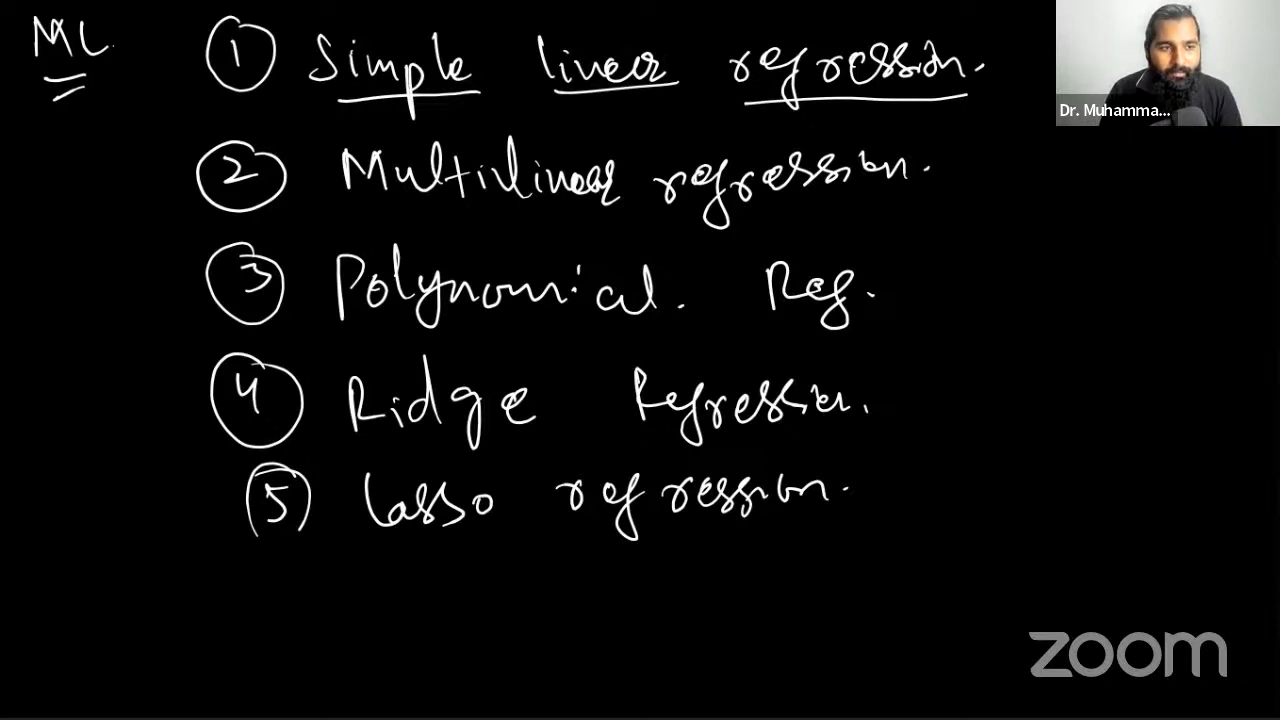 ML
① Simple linear regression.
② Multilinear regression.
③ Polynomial. Reg.
④ Ridge Regression.
⑤ Lasso regression.
Dr. Muhamma...
zoom